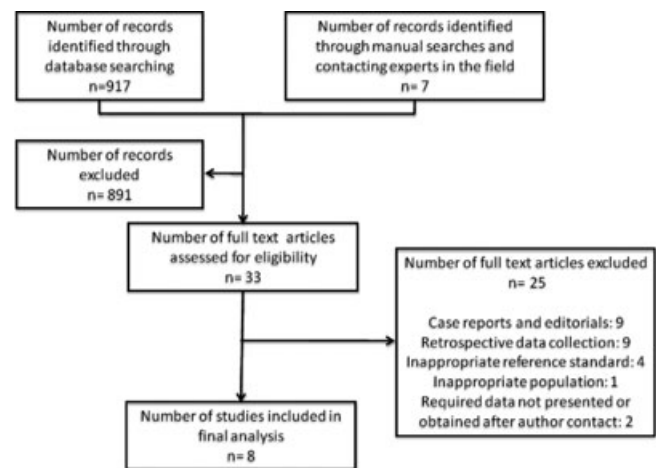 Number of records
identified through
database searching
n=917
Number of records identified
through manual searches and
contacting experts in the field
n= 7
Number of records
excluded
n= 891
Number of full text articles
assessed for eligibility
n= 33
Number of full text articles excluded
n= 25
Case reports and editorials: 9
Retrospective data collection: 9
Inappropriate reference standard: 4
Inappropriate population: 1
Required data not presented or
obtained after author contact: 2
Number of studies included in
final analysis
n= 8